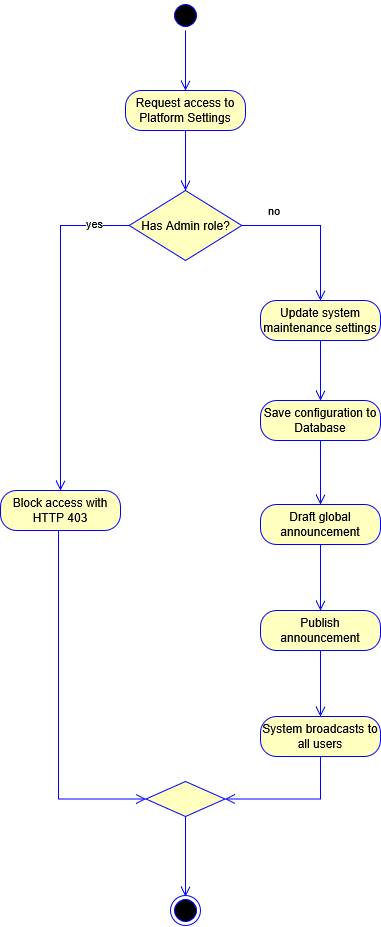 Request access to
Platform Settings
Has Admin role?
yes
no
Update system
maintenance settings
Save configuration to
Database
Block access with
HTTP 403
Draft global
announcement
Publish
announcement
System broadcasts to
all users